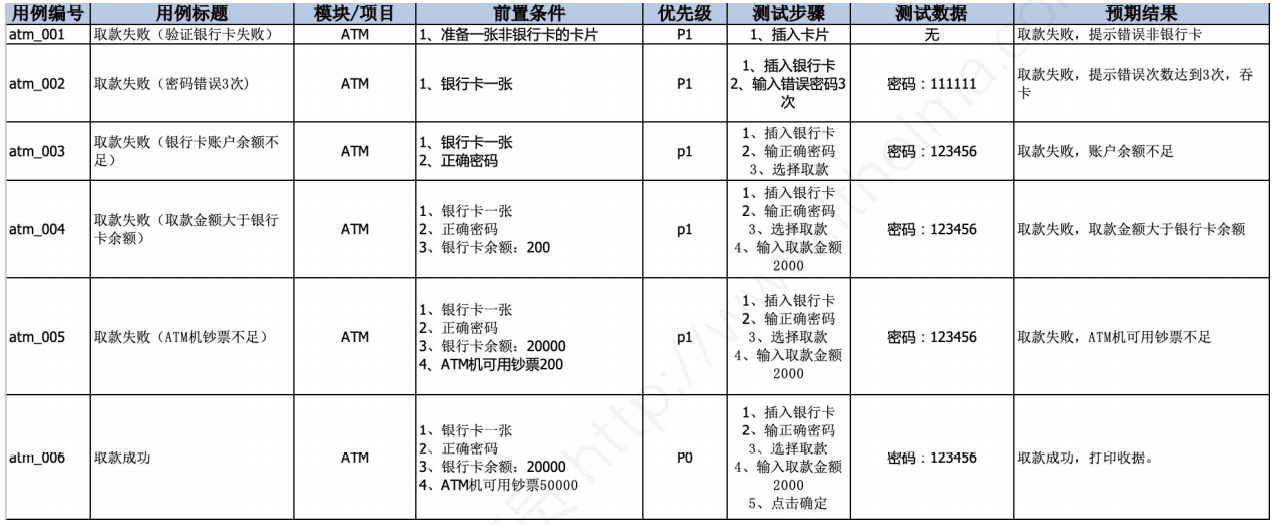 用例编号 用例标题 模块/项目 前置条件 优先级 测试步骤 测试数据 预期结果
atm_001 取款失败（验证银行卡失败） ATM 1、准备一张非银行卡的卡片 P1 1、插入卡片 无 取款失败，提示错误非银行卡
atm_002 取款失败（密码错误3次） ATM 1、银行卡一张 P1
1、插入银行卡
2、输入错误密码3
次
密码：111111
取款失败，提示错误次数达到3次，吞
卡
atm_003
取款失败（银行卡账户余额不
足）
ATM
1、银行卡一张
2、正确密码
p1
1、插入银行卡
2、输正确密码
3、选择取款
密码：123456
取款失败，账户余额不足
atm_004
取款失败（取款金额大于银行
卡余额）
ATM
1、银行卡一张
2、正确密码
3、银行卡余额：200
p1
1、插入银行卡
2、输正确密码
3、选择取款
4、输入取款金额
2000
密码：123456
取款失败，取款金额大于银行卡余额
atm_005
取款失败（ATM机钞票不足）
ATM
1、银行卡一张
2、正确密码
3、银行卡余额：20000
4、ATM机可用钞票200
p1
1、插入银行卡
2、输正确密码
3、选择取款
4、输入取款金额
2000
密码：123456
取款失败，ATM机可用钞票不足
atm_006
取款成功
ATM
1、银行卡一张
2、正确密码
3、银行卡余额：20000
4、ATM机可用钞票50000
P0
1、插入银行卡
2、输正确密码
3、选择取款
4、输入取款金额
2000
5、点击确定
密码：123456
取款成功，打印收据。